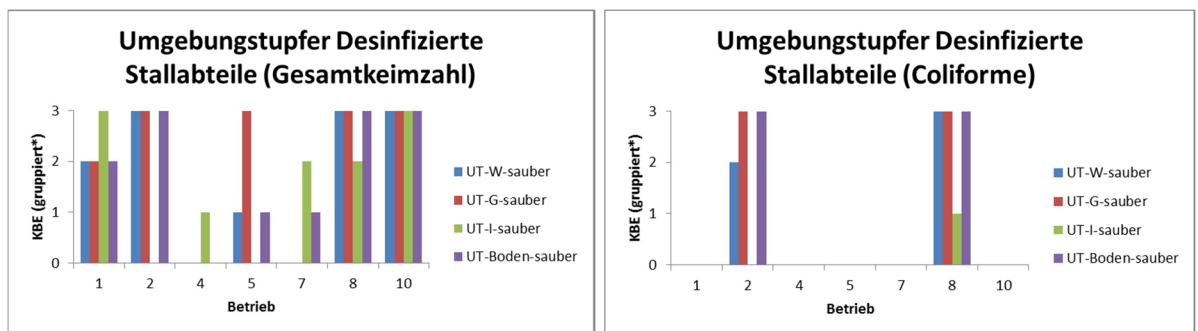 Umgebungstupfer Desinfizierte
Stallabteile (Gesamtkeimzahl)
KBE (gruppiert*)
3
2
1
0
1 2 4 5 7 8 10
Betrieb
UT-W-sauber
UT-G-sauber
UT-I-sauber
UT-Boden-sauber
Umgebungstupfer Desinfizierte
Stallabteile (Coliforme)
KBE (gruppiert*)
3
2
1
0
1 2 4 5 7 8 10
Betrieb
UT-W-sauber
UT-G-sauber
UT-I-sauber
UT-Boden-sauber